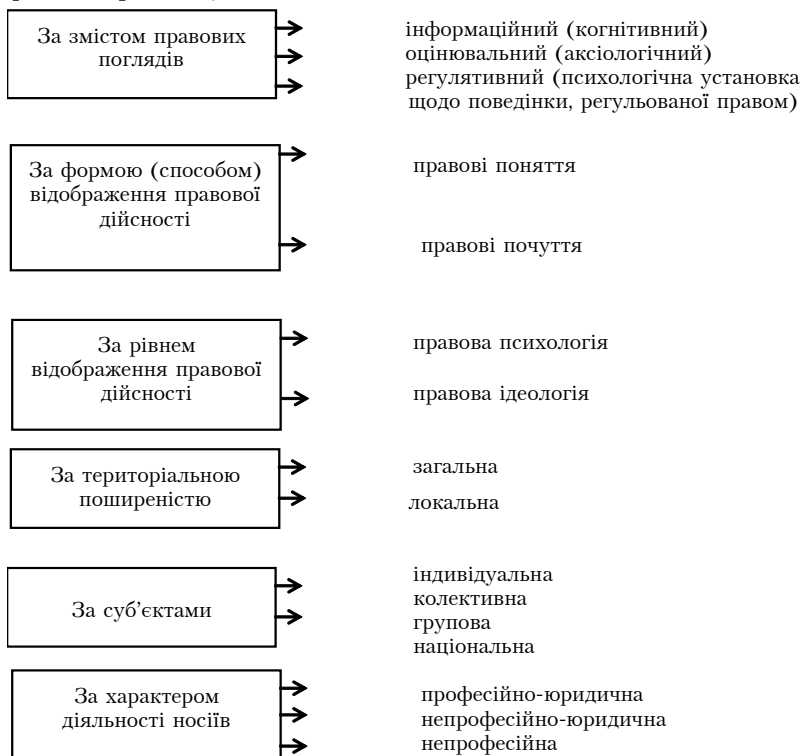 За змістом правових
поглядів
інформаційний (когнітивний)
оцінювальний (аксіологічний)
регулятивний (психологічна установка
щодо поведінки, регульованої правом)
За формою (способом)
відображення правової
дійсності
правові поняття
правові почуття
За рівнем
відображення правової
дійсності
правова психологія
правова ідеологія
За територіальною
поширеністю
загальна
локальна
За суб’єктами
індивідуальна
колективна
групова
національна
За характером
діяльності носіїв
професійно-юридична
непрофесійно-юридична
непрофесійна